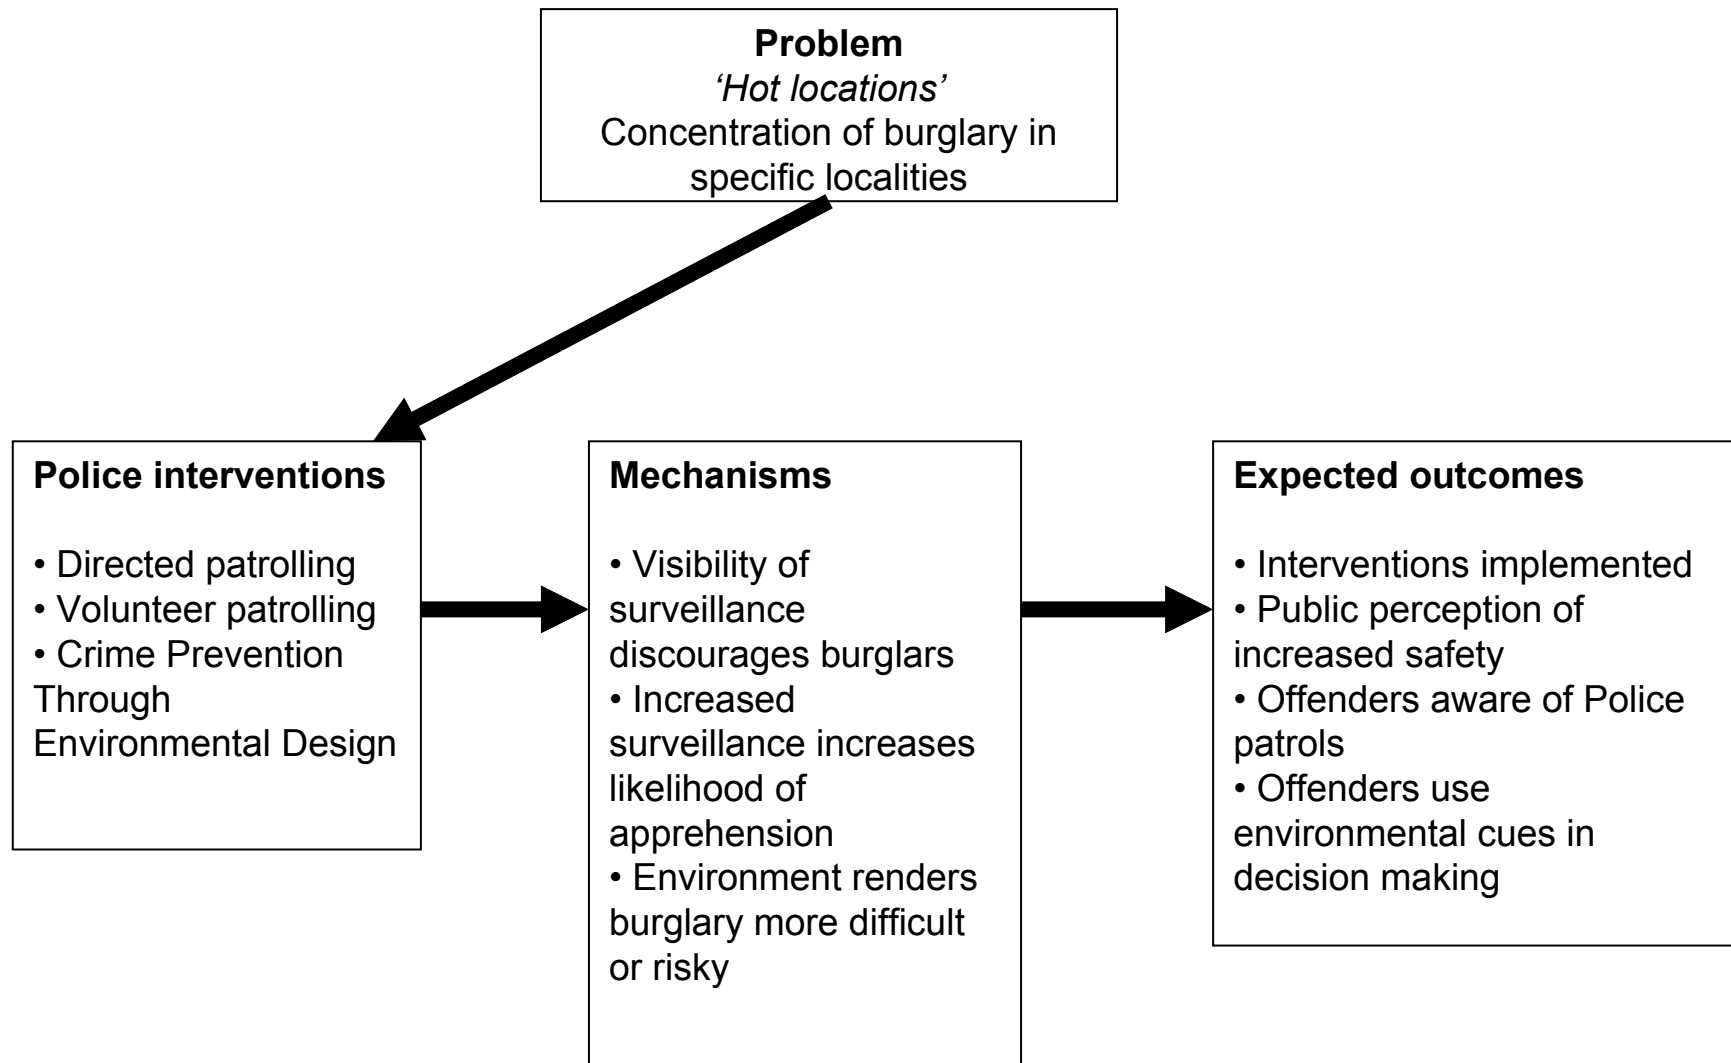 Problem
‘Hot locations’
Concentration of burglary in
specific localities
Police interventions
• Directed patrolling
• Volunteer patrolling
• Crime Prevention
Through
Environmental Design
Mechanisms
• Visibility of
surveillance
discourages burglars
• Increased
surveillance increases
likelihood of
apprehension
• Environment renders
burglary more difficult
or risky
Expected outcomes
• Interventions implemented
• Public perception of
increased safety
• Offenders aware of Police
patrols
• Offenders use
environmental cues in
decision making